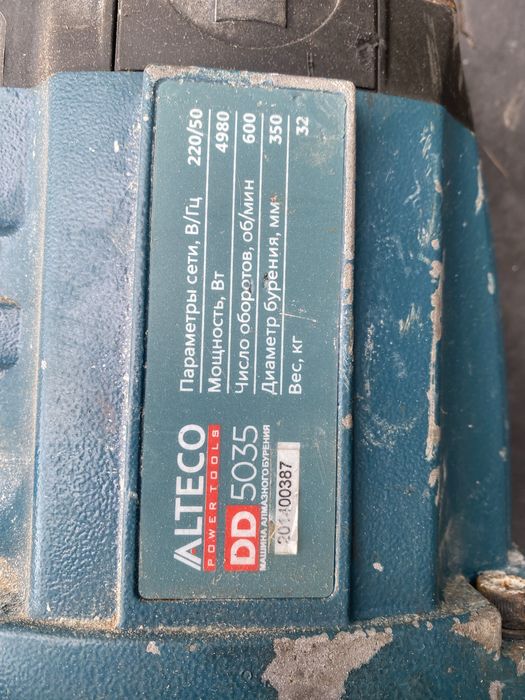 ALTECO
POWER TOOLS
DD 5035
МАШИНА АЛМАЗНОГО БУРЕНИЯ
201400387
Параметры сети, В/Гц 220/50
Мощность, Вт 4980
Число оборотов, об/мин 600
Диаметр бурения, мм 350
Вес, кг 32